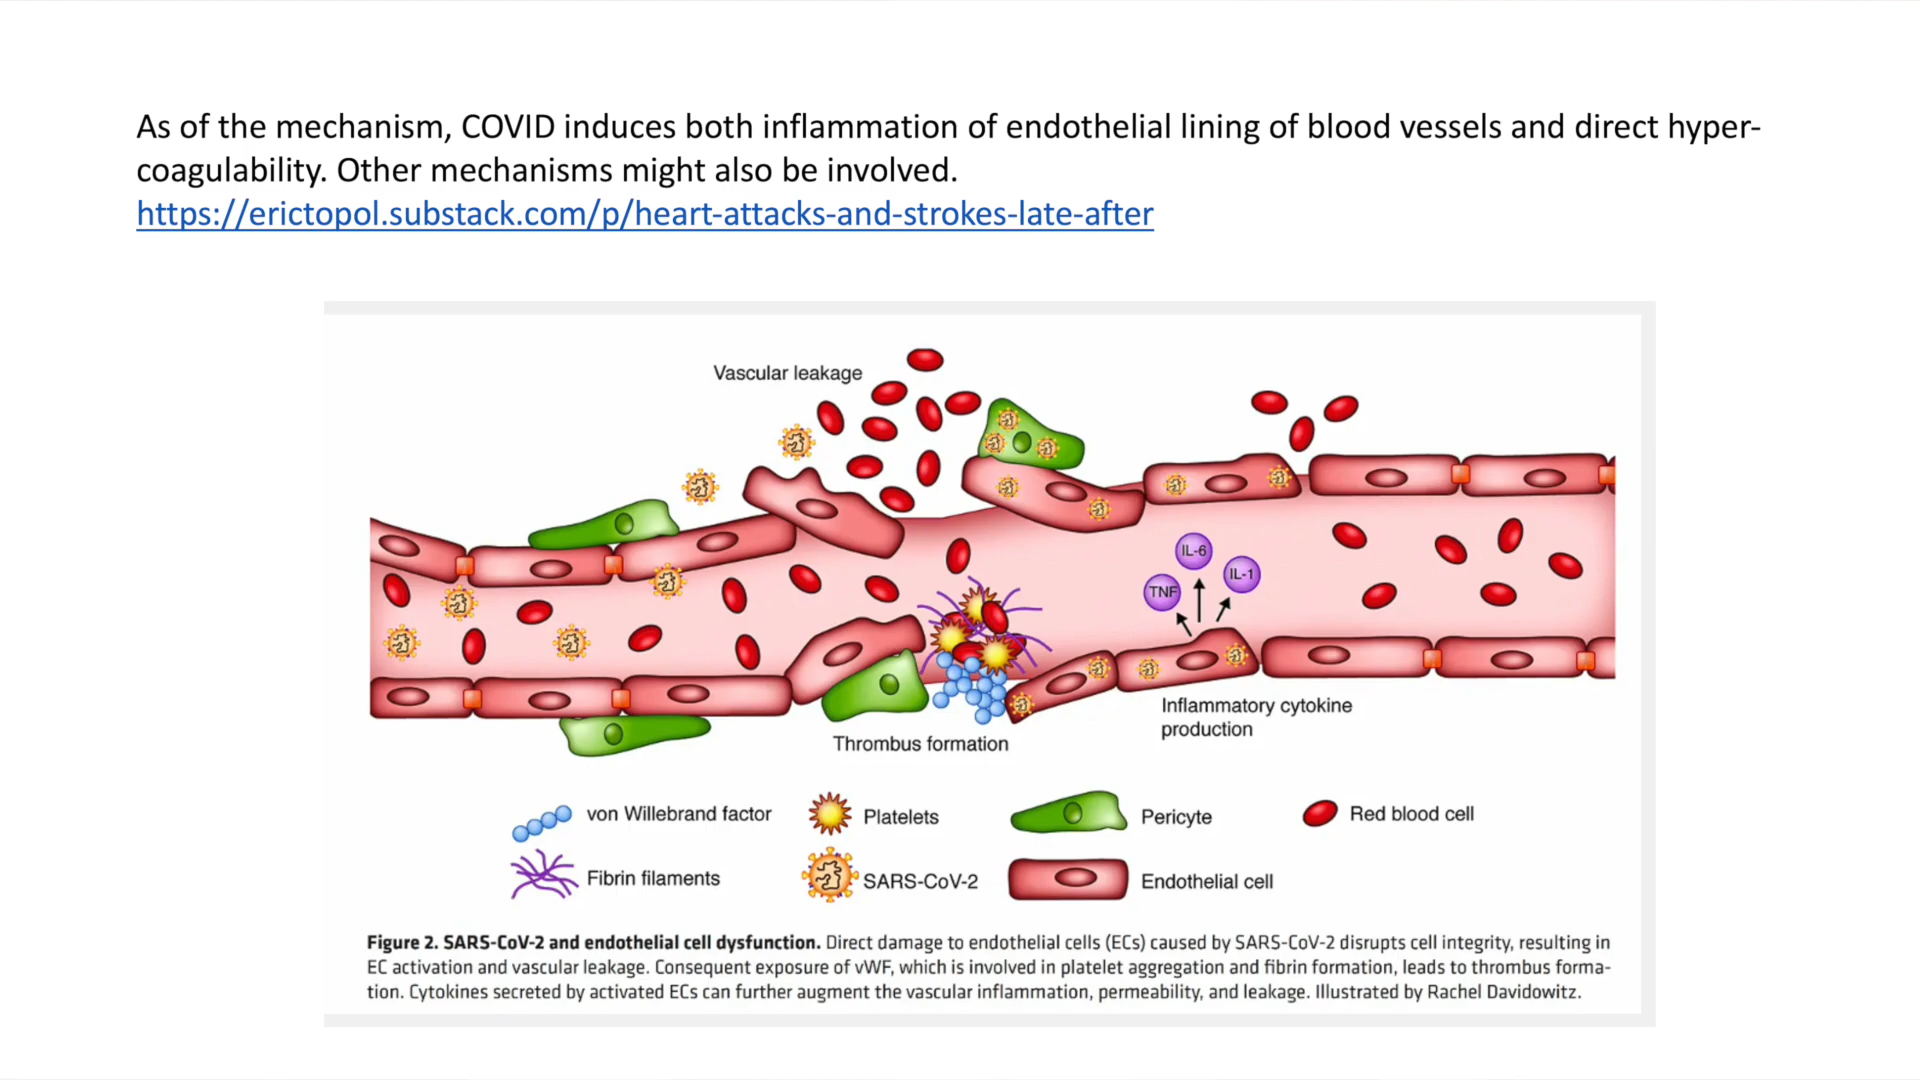 As of the mechanism, COVID induces both inflammation of endothelial lining of blood vessels and direct hyper-
coagulability. Other mechanisms might also be involved.
https://erictopol.substack.com/p/heart-attacks-and-strokes-late-after
Vascular leakage
IL-6
IL-1
TNF
Inflammatory cytokine
production
Thrombus formation
von Willebrand factor
Platelets
Pericyte
Red blood cell
Fibrin filaments
SARS-CoV-2
Endothelial cell
Figure 2. SARS-CoV-2 and endothelial cell dysfunction. Direct damage to endothelial cells (ECs) caused by SARS-CoV-2 disrupts cell integrity, resulting in
EC activation and vascular leakage. Consequent exposure of vWF, which is involved in platelet aggregation and fibrin formation, leads to thrombus forma-
tion. Cytokines secreted by activated ECs can further augment the vascular inflammation, permeability, and leakage. Illustrated by Rachel Davidowitz.